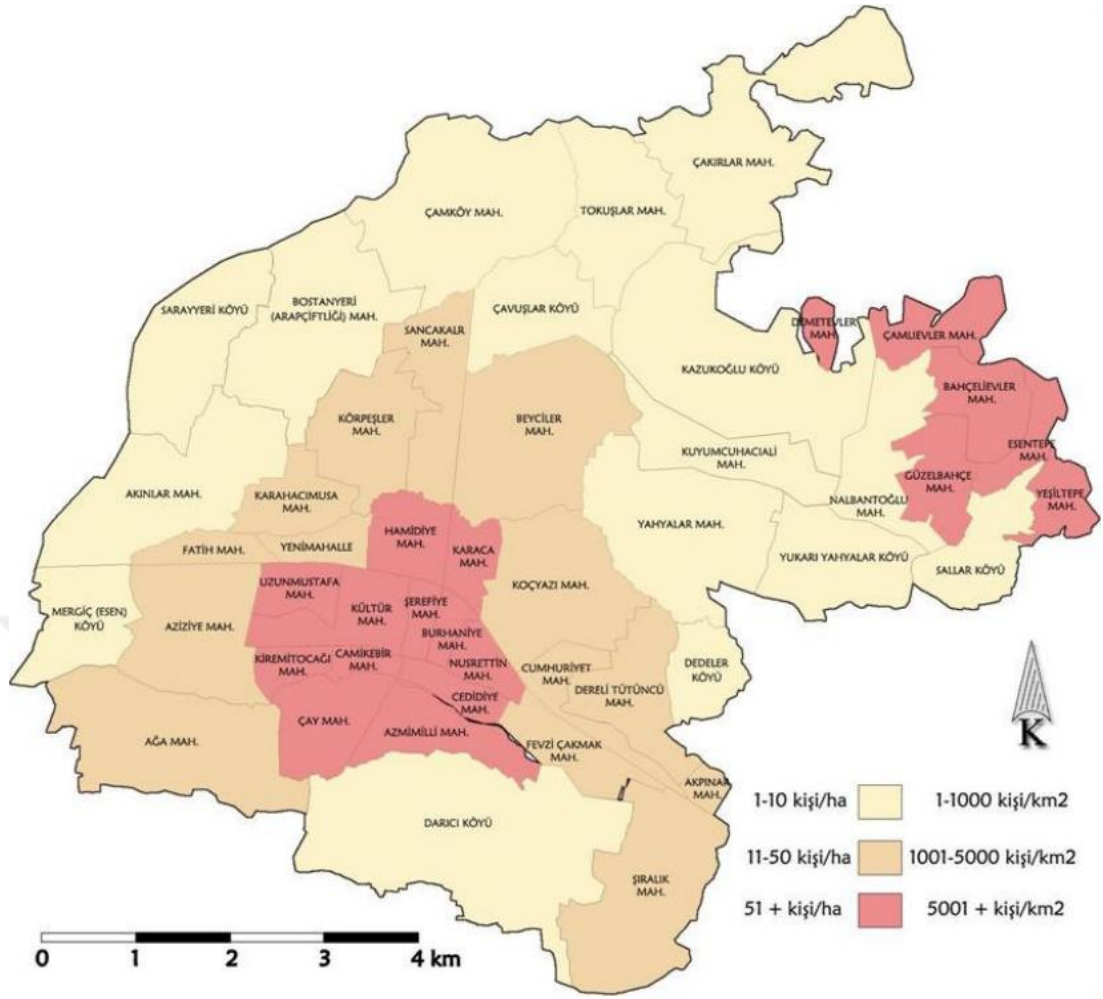 ÇAKIRLAR MAH.
ÇAMKÖY MAH.
TOKUŞLAR MAH.
SARAYYERİ KÖYÜ
BOSTANYERİ
(ARAPÇİFTLİĞİ) MAH.
ÇAVUŞLAR KÖYÜ
SANCAKALR
MAH.
DEMETEVLER
MAH.
ÇAMLIEVLER MAH.
KAZUKOĞLU KÖYÜ
BAHÇELİEVLER
MAH.
KÖRPEŞLER
MAH.
BEYCİLER
MAH.
ESENTEPE
MAH.
KUYUMCUHACIALİ
MAH.
GÜZELBAHÇE
MAH.
AKINLAR MAH.
KARAHACIMUSA
MAH.
NALBANTOĞLU
MAH.
YEŞİLTEPE
MAH.
YAHYALAR MAH.
HAMİDİYE
MAH.
FATİH MAH.
YENİMAHALLE
KARACA
MAH.
YUKARI YAHYALAR KÖYÜ
SALLAR KÖYÜ
UZUNMUSTAFA
MAH.
KOÇYAZI MAH.
MERGİÇ (ESEN)
KÖYÜ
AZİZİYE MAH.
KÜLTÜR
MAH.
ŞEREFİYE
MAH.
BURHANİYE
MAH.
KİREMİTOCAĞI
MAH.
CAMİKEBİR
MAH.
NUSRETTİN
MAH.
CUMHURİYET
MAH.
DEDELER
KÖYÜ
DERELİ TÜTÜNCÜ
MAH.
CEDİDİYE
MAH.
ÇAY MAH.
AZMİMİLLİ MAH.
AĞA MAH.
FEVZİ ÇAKMAK
MAH.
AKPINAR
MAH.
DARICI KÖYÜ
ŞIRALIK
MAH.
K
1-10 kişi/ha 1-1000 kişi/km2
11-50 kişi/ha 1001-5000 kişi/km2
51 + kişi/ha 5001 + kişi/km2
0 1 2 3 4 km